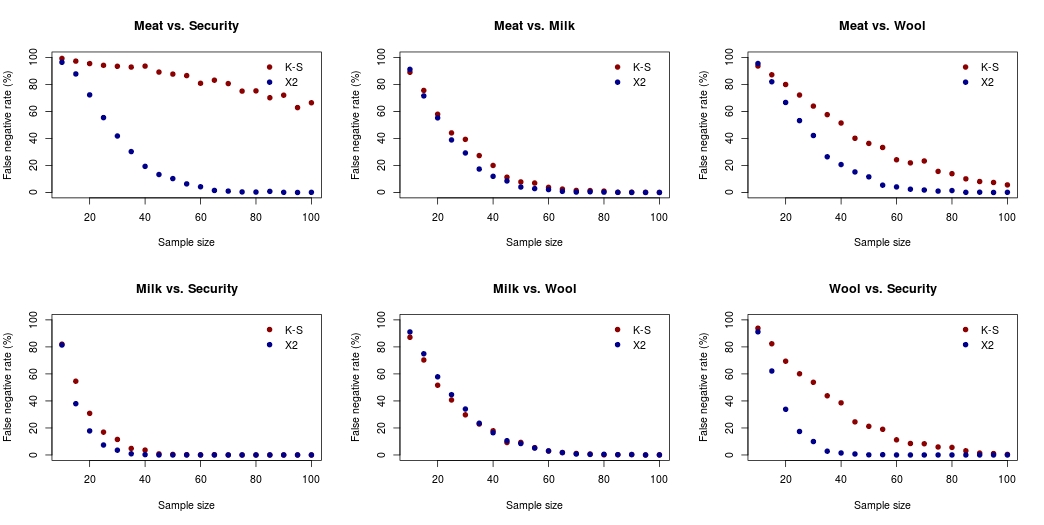 Meat vs. Security
False negative rate (%)
0 20 40 60 80 100
K-S
X2
20 40 60 80 100
Sample size
Meat vs. Milk
False negative rate (%)
0 20 40 60 80 100
K-S
X2
20 40 60 80 100
Sample size
Meat vs. Wool
False negative rate (%)
0 20 40 60 80 100
K-S
X2
20 40 60 80 100
Sample size
Milk vs. Security
False negative rate (%)
0 20 40 60 80 100
K-S
X2
20 40 60 80 100
Sample size
Milk vs. Wool
False negative rate (%)
0 20 40 60 80 100
K-S
X2
20 40 60 80 100
Sample size
Wool vs. Security
False negative rate (%)
0 20 40 60 80 100
K-S
X2
20 40 60 80 100
Sample size